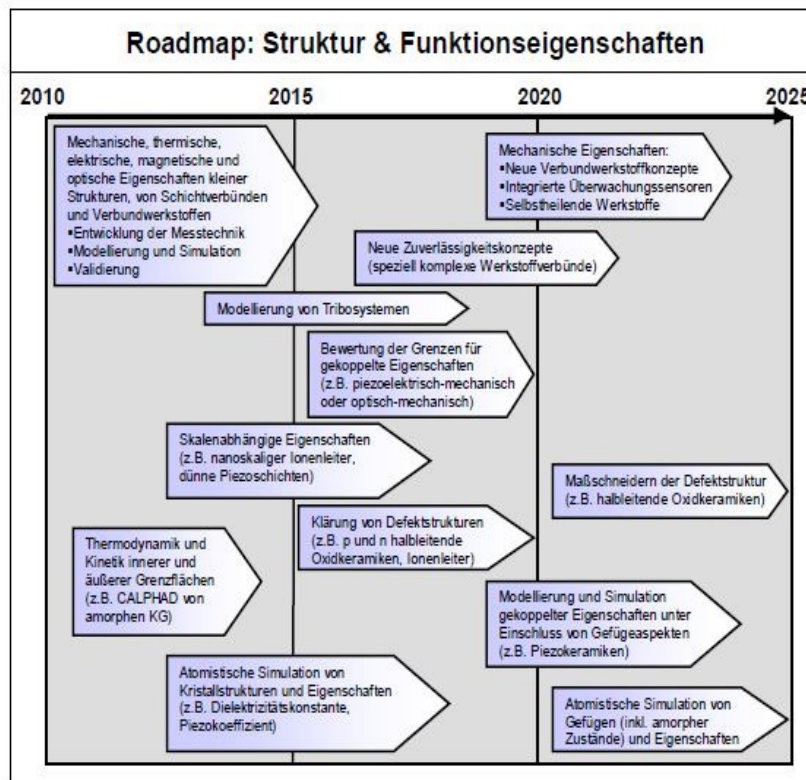 Roadmap: Struktur & Funktionseigenschaften
2010 2015 2020 2025
Mechanische, thermische,
elektrische, magnetische und
optische Eigenschaften kleiner
Strukturen, von Schichtverbünden
und Verbundwerkstoffen
▪Entwicklung der Messtechnik
▪Modellierung und Simulation
▪Validierung
Mechanische Eigenschaften:
▪Neue Verbundwerkstoffkonzepte
▪Integrierte Überwachungssensoren
▪Selbstheilende Werkstoffe
Neue Zuverlässigkeitskonzepte
(speziell komplexe Werkstoffverbünde)
Modellierung von Tribosystemen
Bewertung der Grenzen für
gekoppelte Eigenschaften
(z.B. piezoelektrisch-mechanisch
oder optisch-mechanisch)
Skalenabhängige Eigenschaften
(z.B. nanoskaliger Ionenleiter,
dünne Piezoschichten)
Maßschneidern der Defektstruktur
(z.B. halbleitende Oxidkeramiken)
Klärung von Defektstrukturen
(z.B. p und n halbleitende
Oxidkeramiken, Ionenleiter)
Thermodynamik und
Kinetik innerer und
äußerer Grenzflächen
(z.B. CALPHAD von
amorphen KG)
Modellierung und Simulation
gekoppelter Eigenschaften unter
Einschluss von Gefügeaspekten
(z.B. Piezokeramiken)
Atomistische Simulation von
Kristallstrukturen und Eigenschaften
(z.B. Dielektrizitätskonstante,
Piezokoeffizient)
Atomistische Simulation von
Gefügen (inkl. amorpher
Zustände) und Eigenschaften